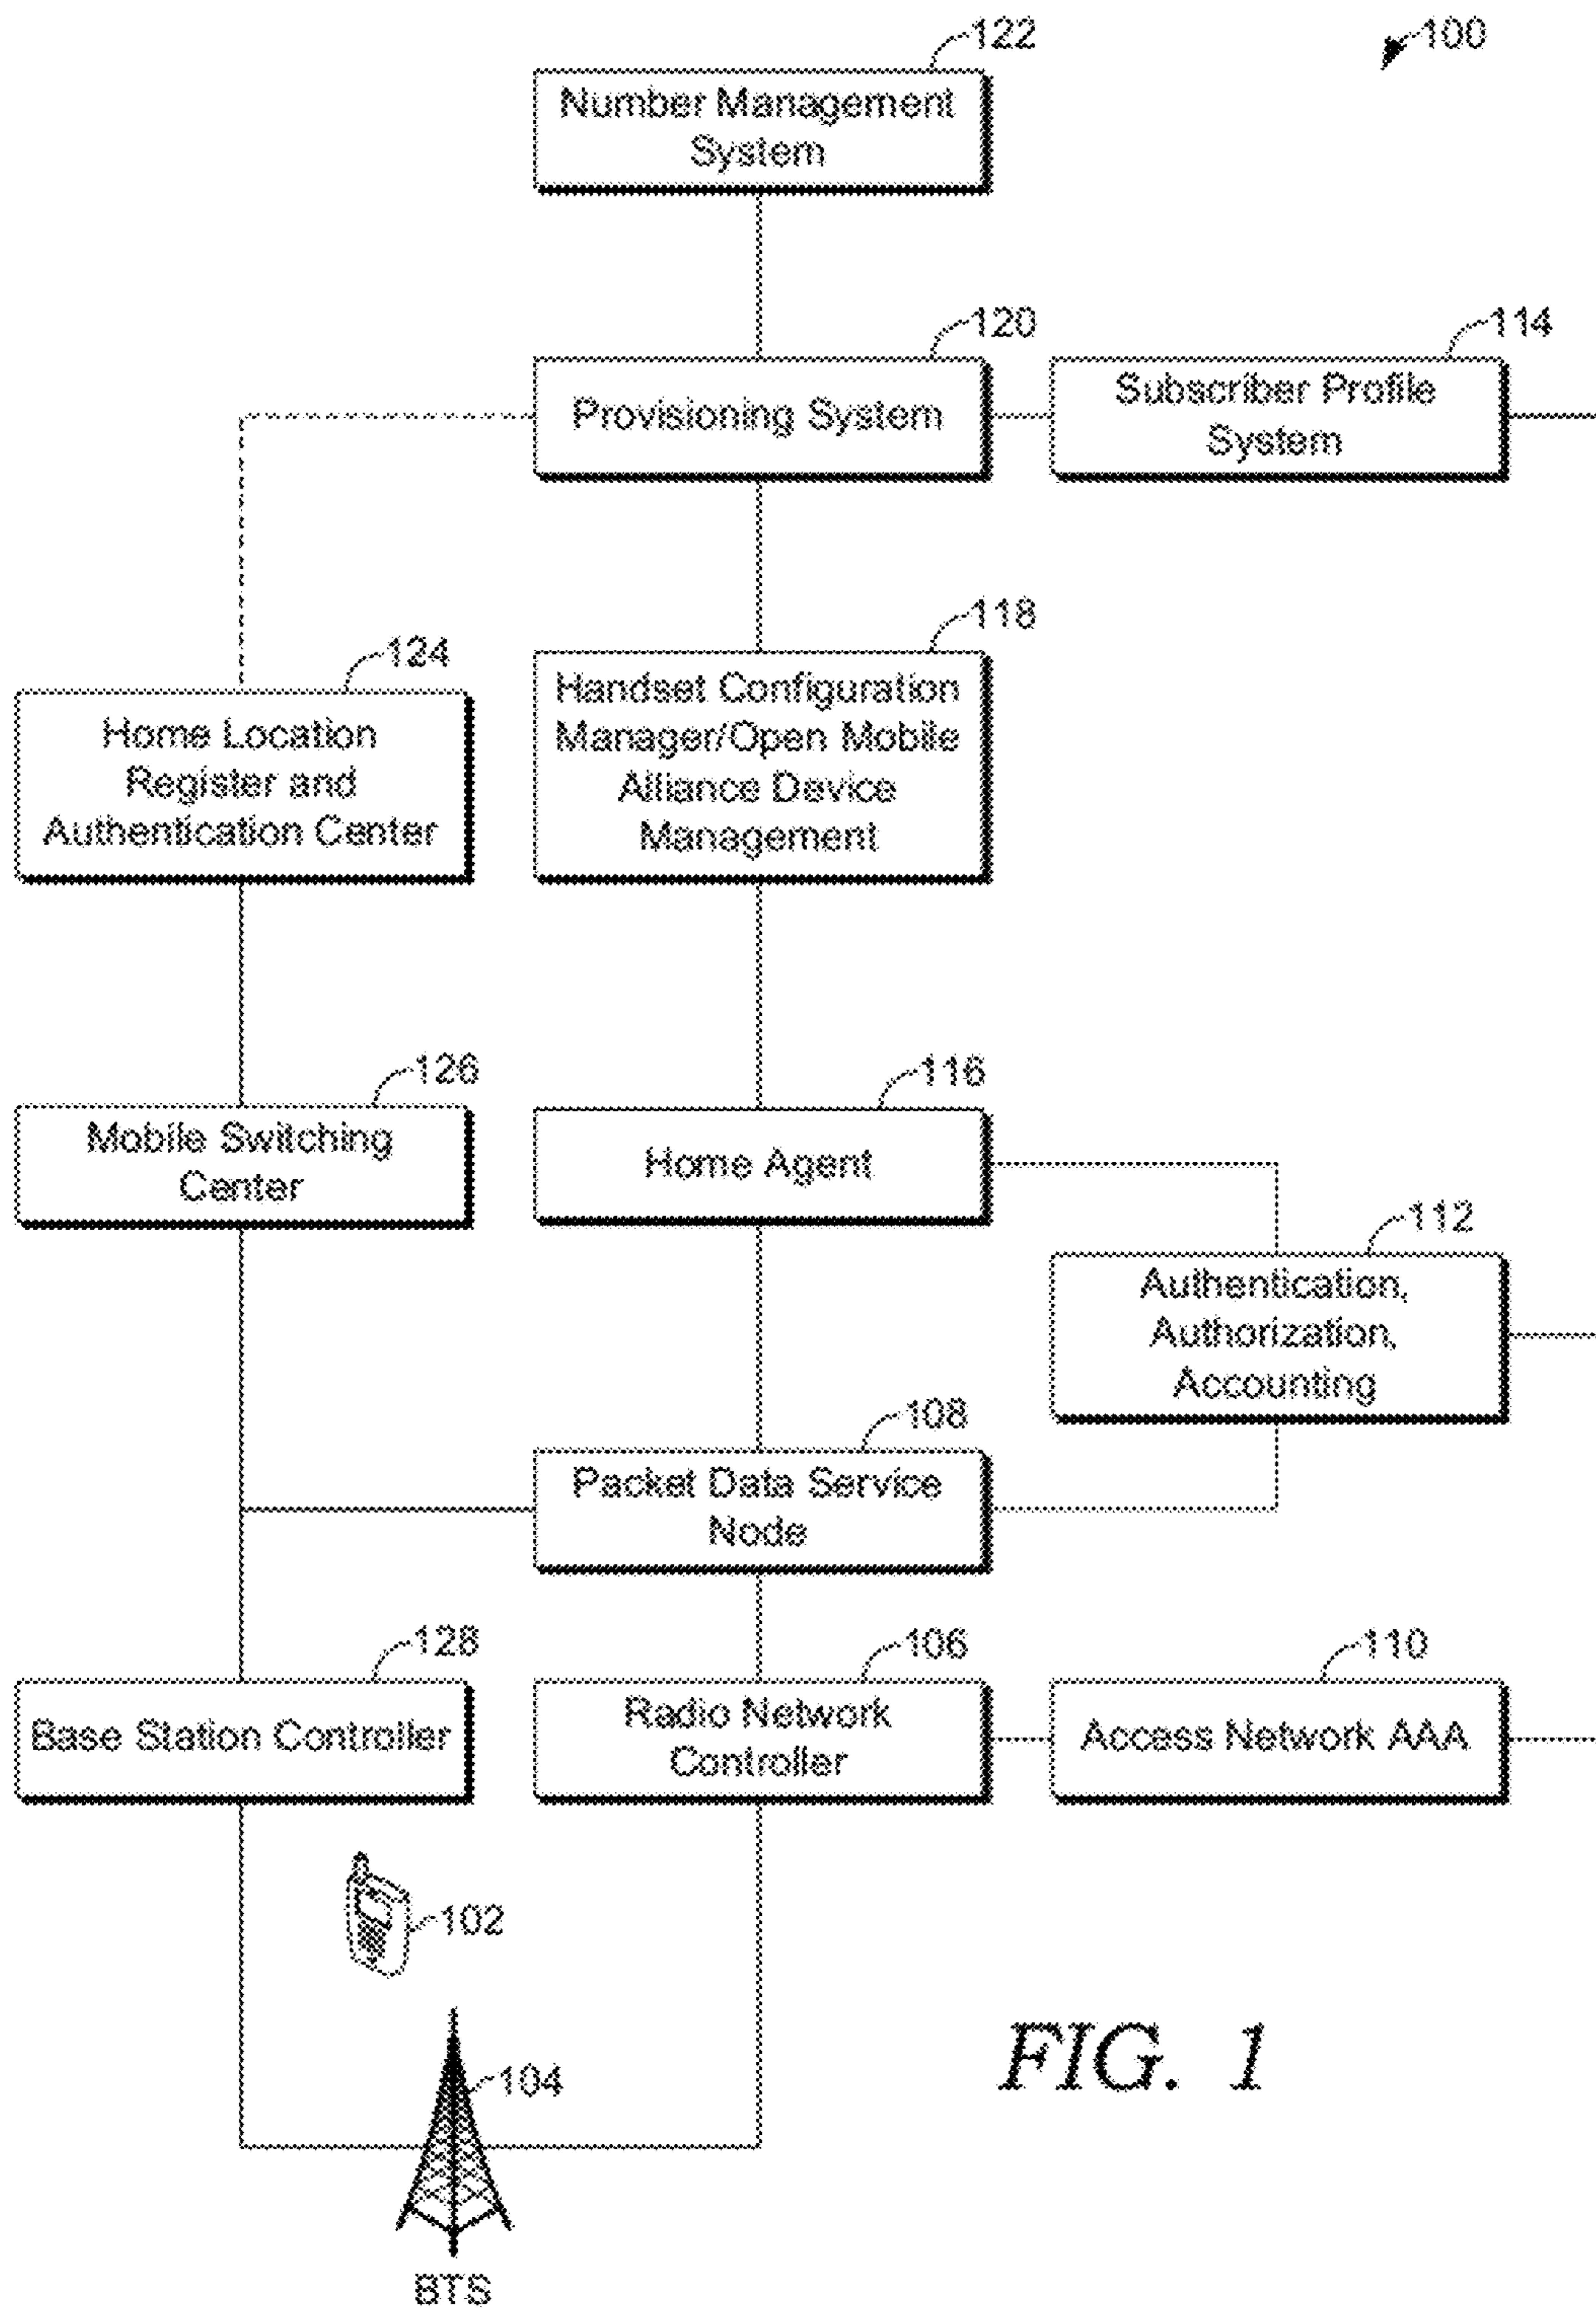 122
100
Number Management
System
120
114
Provisioning System
Subscriber Profile
System
118
124
Handset Configuration
Manager/Open Mobile
Alliance Device
Management
Home Location
Register and
Authentication Center
126
116
Mobile Switching
Center
Home Agent
112
Authentication,
Authorization,
Accounting
108
Packet Data Service
Node
128
106
110
Base Station Controller
Radio Network
Controller
Access Network AAA
102
104
FIG. 1
BTS